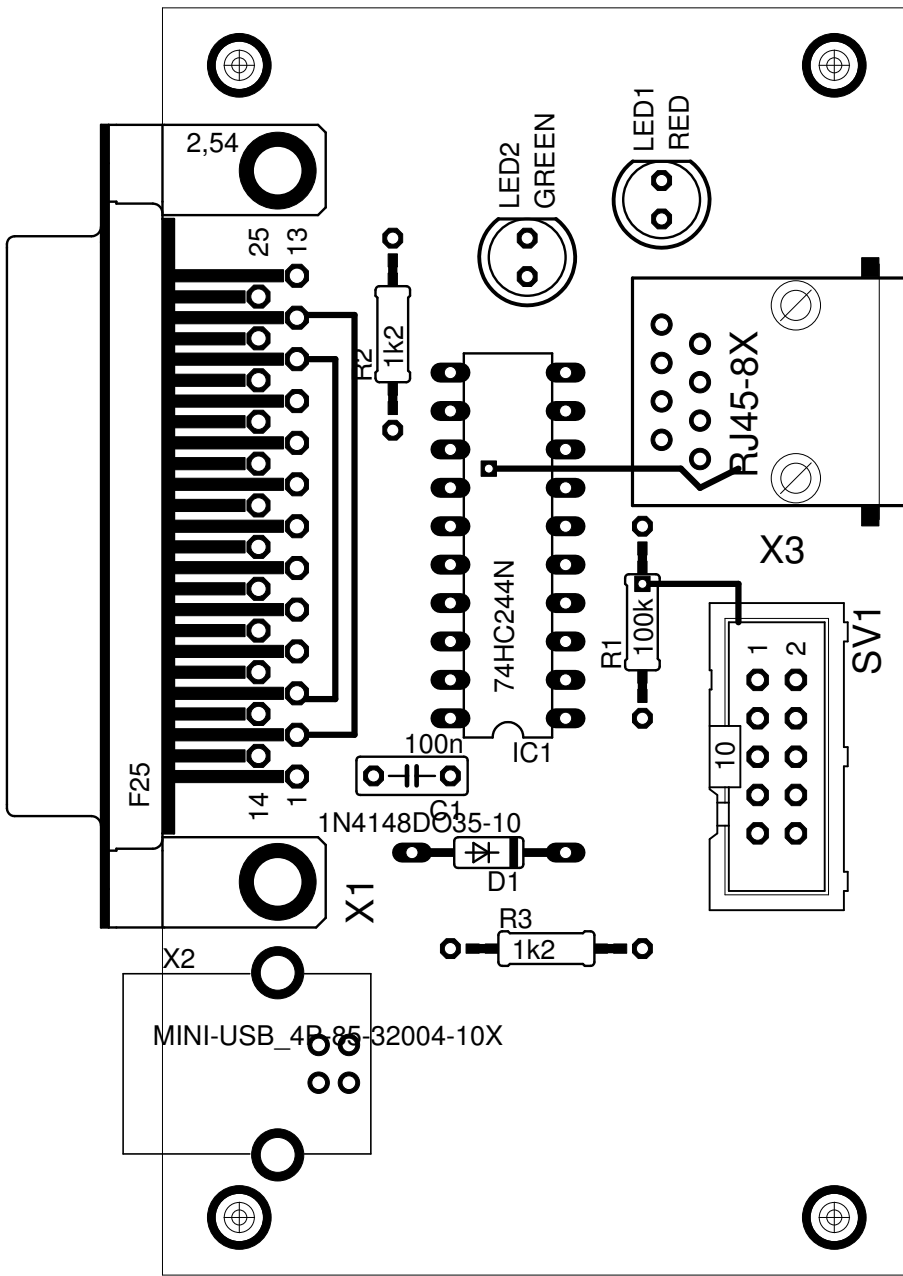 2,54
25
13
LED2
GREEN
LED1
RED
R2
1k2
RJ45-8X
X3
74HC244N
IC1
R1
100k
SV1
1
2
10
F25
14
1
100n
C1
1N4148DO35-10
D1
X1
R3
1k2
X2
MINI-USB_4P-85-32004-10X